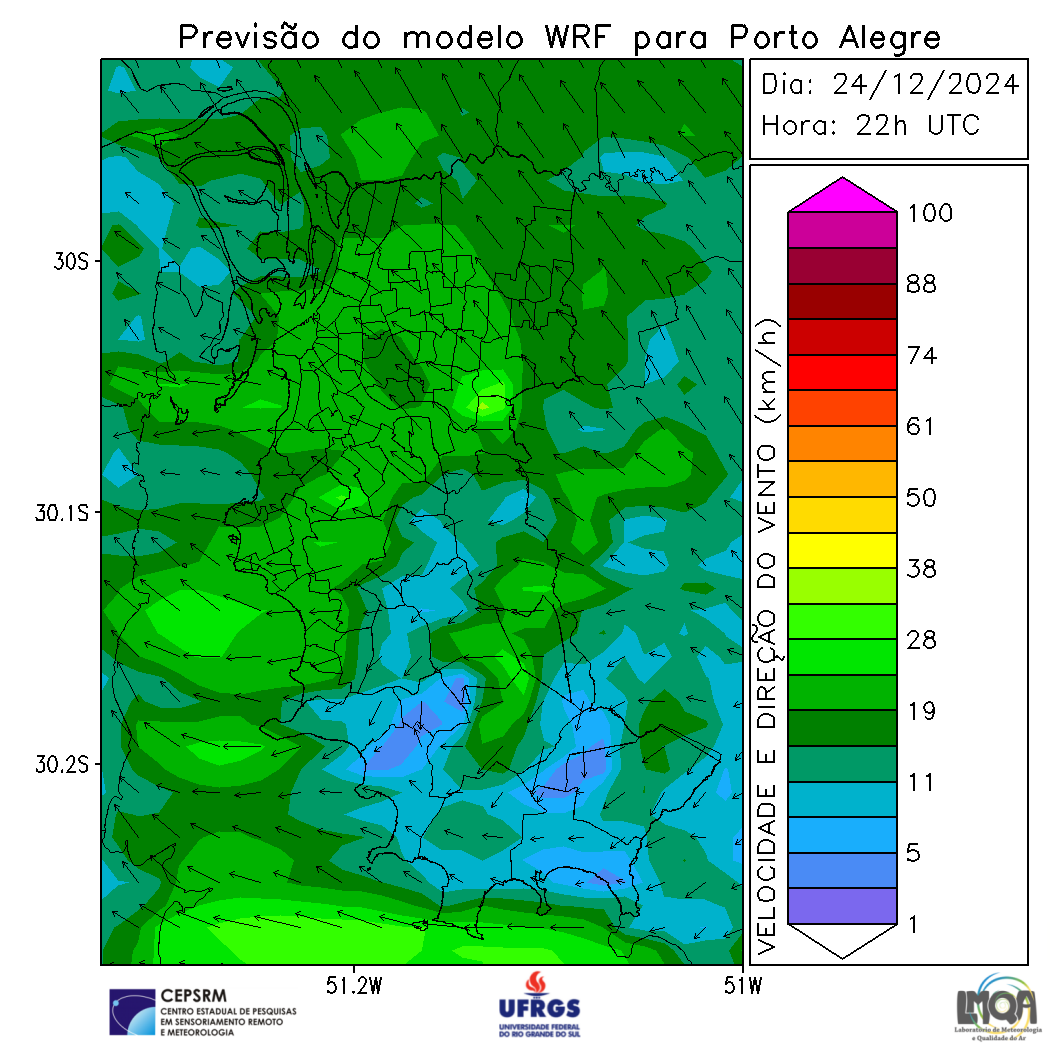 Previsão do modelo WRF para Porto Alegre
Dia: 24/12/2024
Hora: 22h UTC
30S
30.1S
30.2S
51.2W
51W
VELOCIDADE E DIREÇÃO DO VENTO (km/h)
100
88
74
61
50
38
28
19
11
5
1
CEPSRM
CENTRO ESTADUAL DE PESQUISAS
EM SENSORIAMENTO REMOTO
E METEOROLOGIA
UFRGS
UNIVERSIDADE FEDERAL
DO RIO GRANDE DO SUL
LMQA
Laboratório de Meteorologia
e Qualidade do Ar